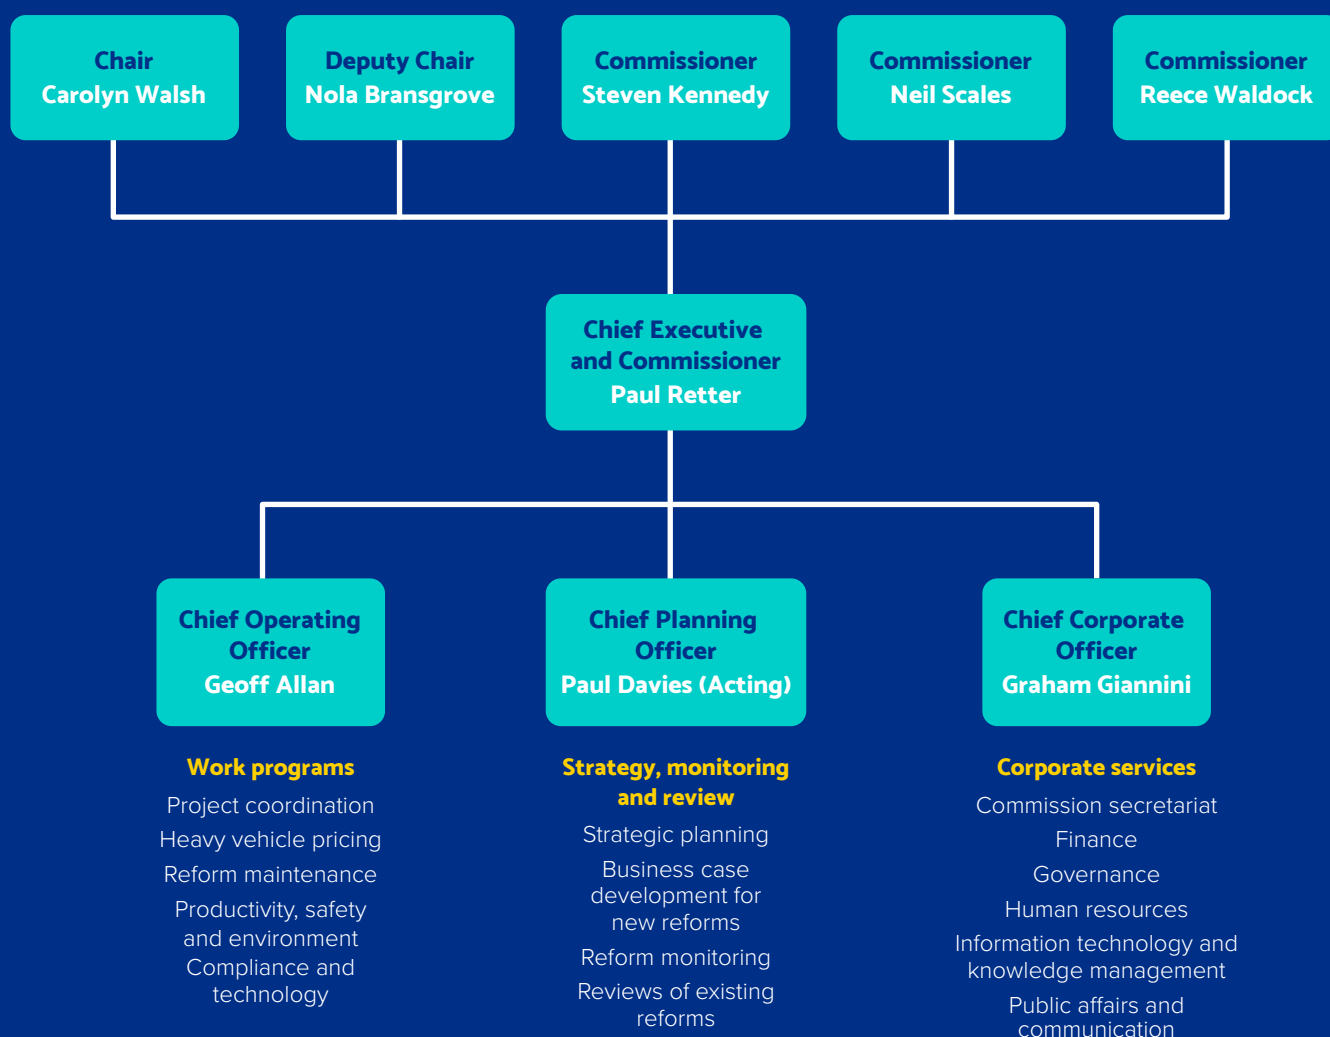 Chair
Carolyn Walsh
Deputy Chair
Nola Bransgrove
Commissioner
Steven Kennedy
Commissioner
Neil Scales
Commissioner
Reece Waldock
Chief Executive
and Commissioner
Paul Retter
Chief Operating
Officer
Geoff Allan
Work programs
Project coordination
Heavy vehicle pricing
Reform maintenance
Productivity, safety
and environment
Compliance and
technology
Chief Planning
Officer
Paul Davies (Acting)
Strategy, monitoring
and review
Strategic planning
Business case
development for
new reforms
Reform monitoring
Reviews of existing
reforms
Chief Corporate
Officer
Graham Giannini
Corporate services
Commission secretariat
Finance
Governance
Human resources
Information technology and
knowledge management
Public affairs and
communication